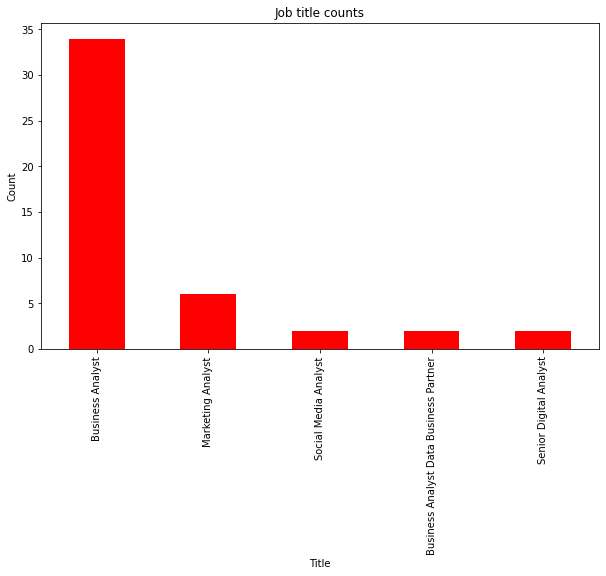 Job title counts
Count
35
30
25
20
15
10
5
0
Business Analyst
Marketing Analyst
Social Media Analyst
Business Analyst Data Business Partner
Senior Digital Analyst
Title